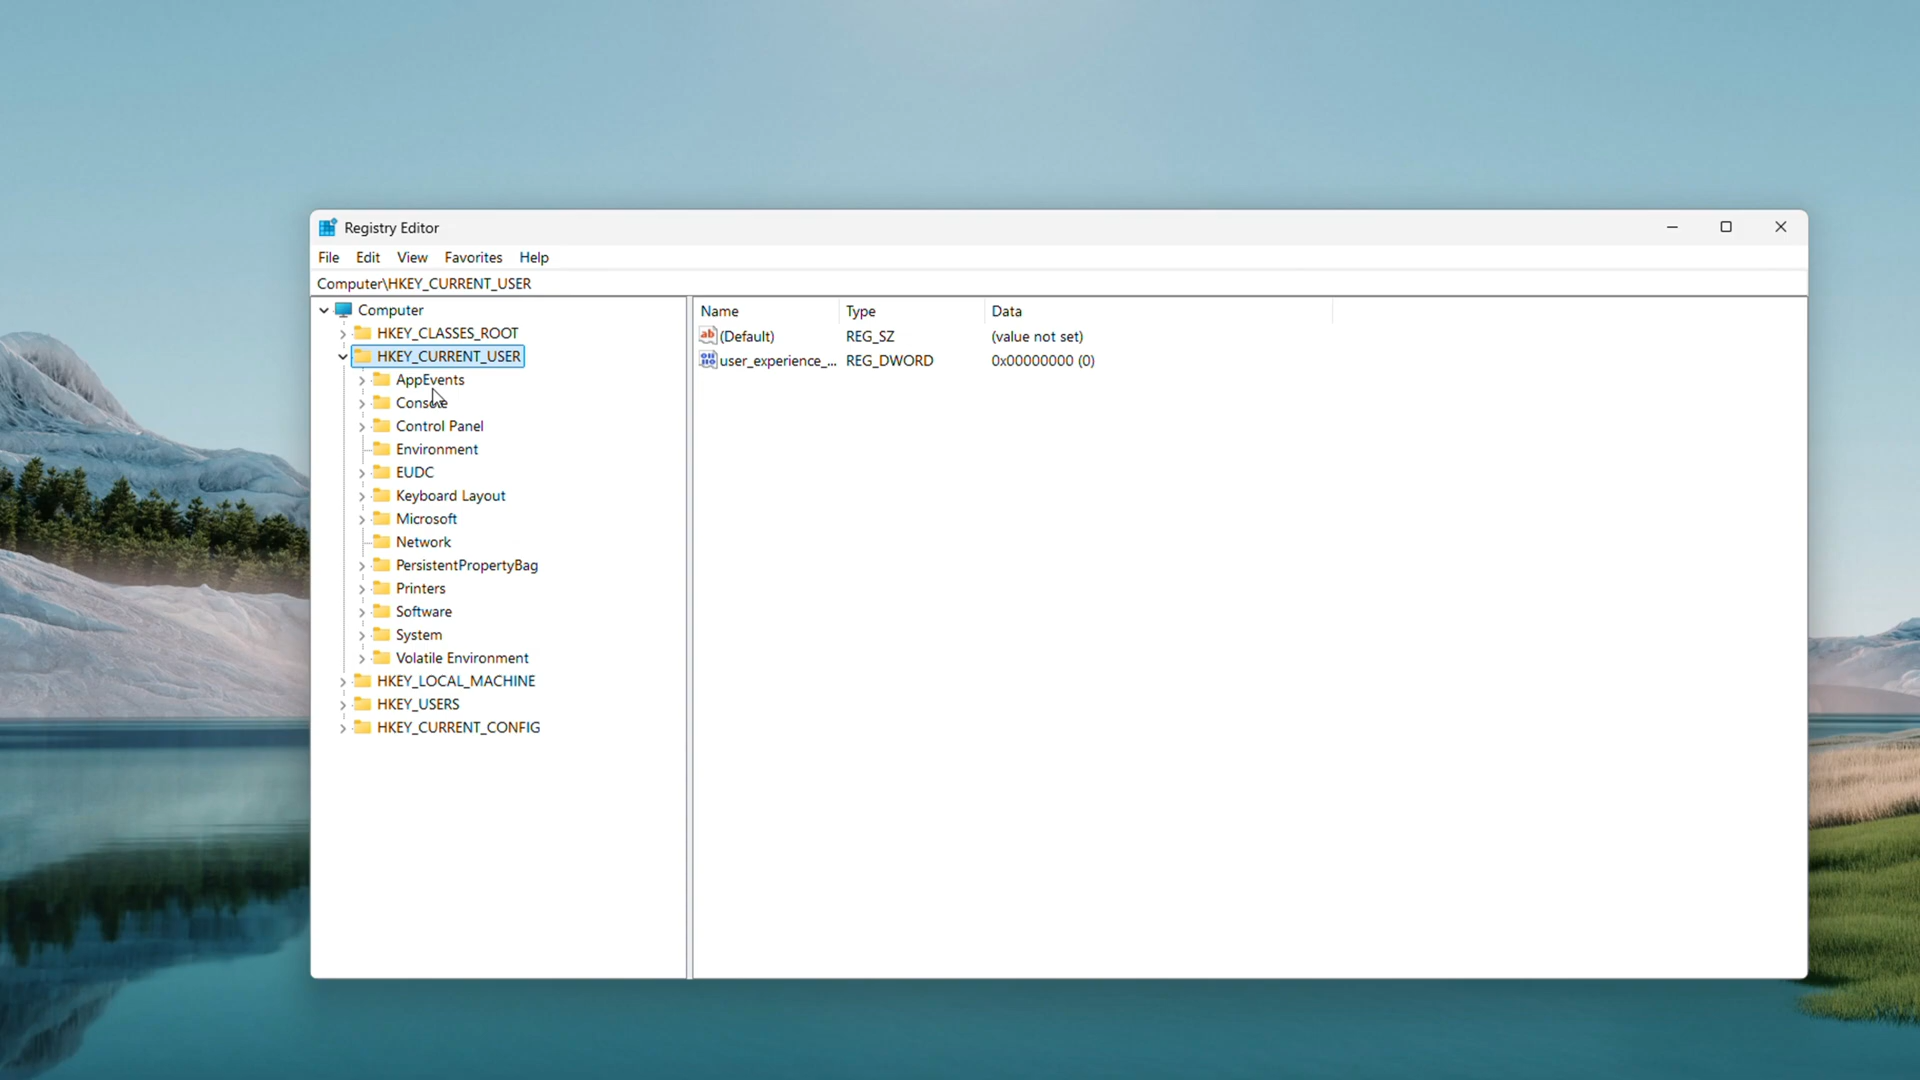 Registry Editor
File Edit View Favorites Help
Computer\HKEY_CURRENT_USER
Computer
HKEY_CLASSES_ROOT
HKEY_CURRENT_USER
AppEvents
Console
Control Panel
Environment
EUDC
Keyboard Layout
Microsoft
Network
PersistentPropertyBag
Printers
Software
System
Volatile Environment
HKEY_LOCAL_MACHINE
HKEY_USERS
HKEY_CURRENT_CONFIG
Name Type Data
(Default) REG_SZ (value not set)
user_experience_... REG_DWORD 0x00000000 (0)